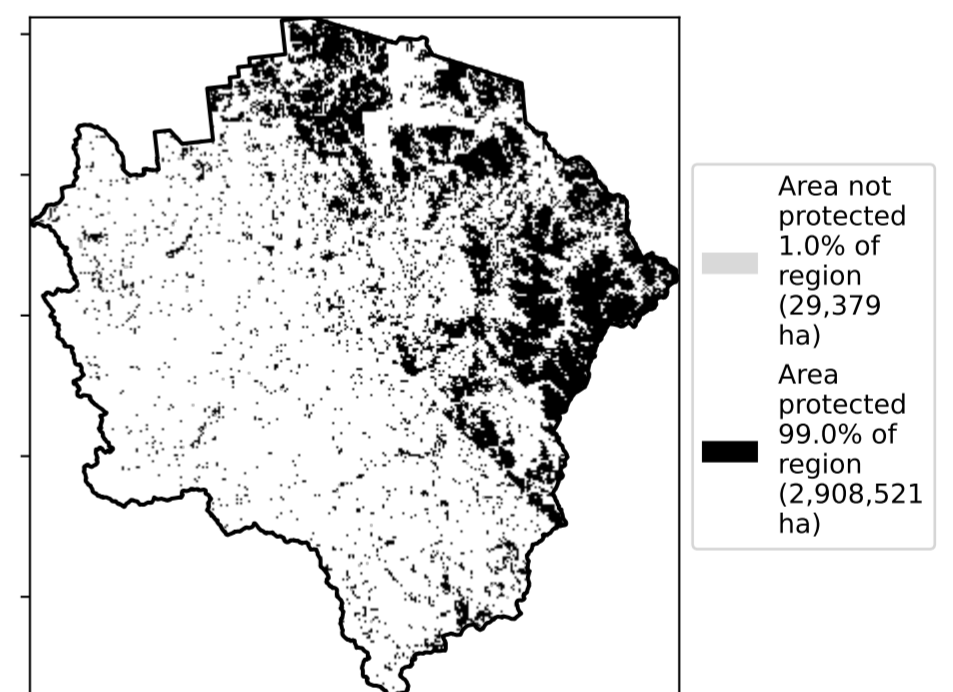 Area not
protected
1.0% of
region
(29,379
ha)
Area
protected
99.0% of
region
(2,908,521
ha)